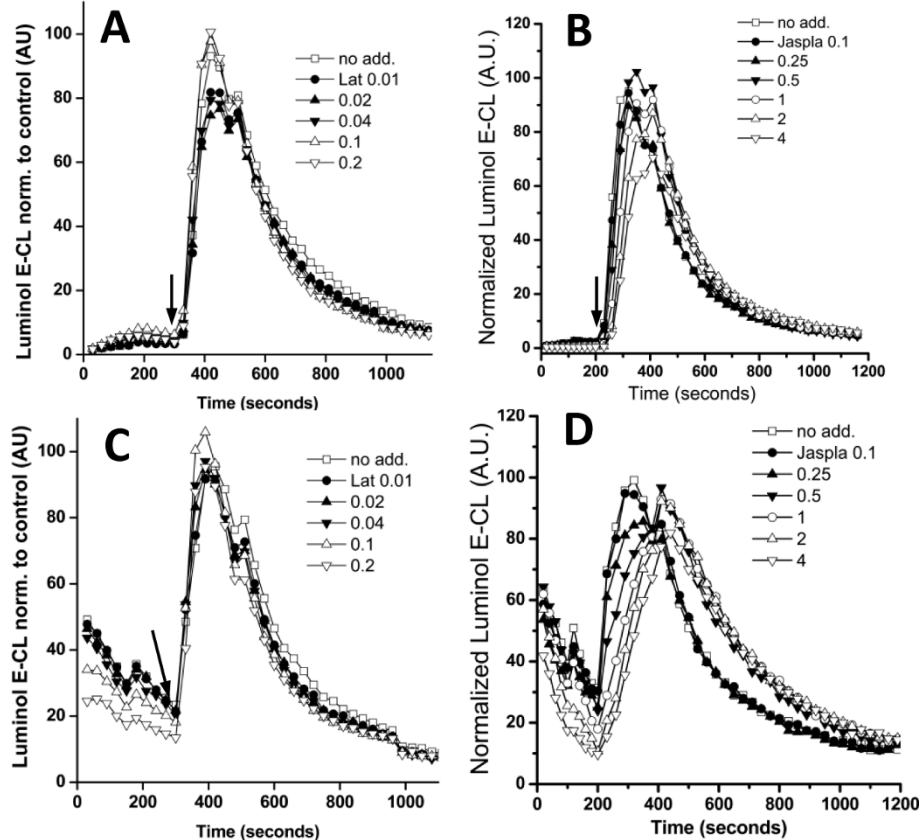 A
Luminol E-CL norm. to control (AU)
100
80
60
40
20
0
no add.
Lat 0.01
0.02
0.04
0.1
0.2
0 200 400 600 800 1000
Time (seconds)
B
Normalized Luminol E-CL (A.U.)
120
100
80
60
40
20
0
no add.
Jaspla 0.1
0.25
0.5
1
2
4
0 200 400 600 800 1000 1200
Time (seconds)
C
Luminol E-CL norm. to control (AU)
100
80
60
40
20
0
no add.
Lat 0.01
0.02
0.04
0.1
0.2
0 200 400 600 800 1000
Time (seconds)
D
Normalized Luminol E-CL (A.U.)
120
100
80
60
40
20
0
no add.
Jaspla 0.1
0.25
0.5
1
2
4
0 200 400 600 800 1000 1200
Time (seconds)